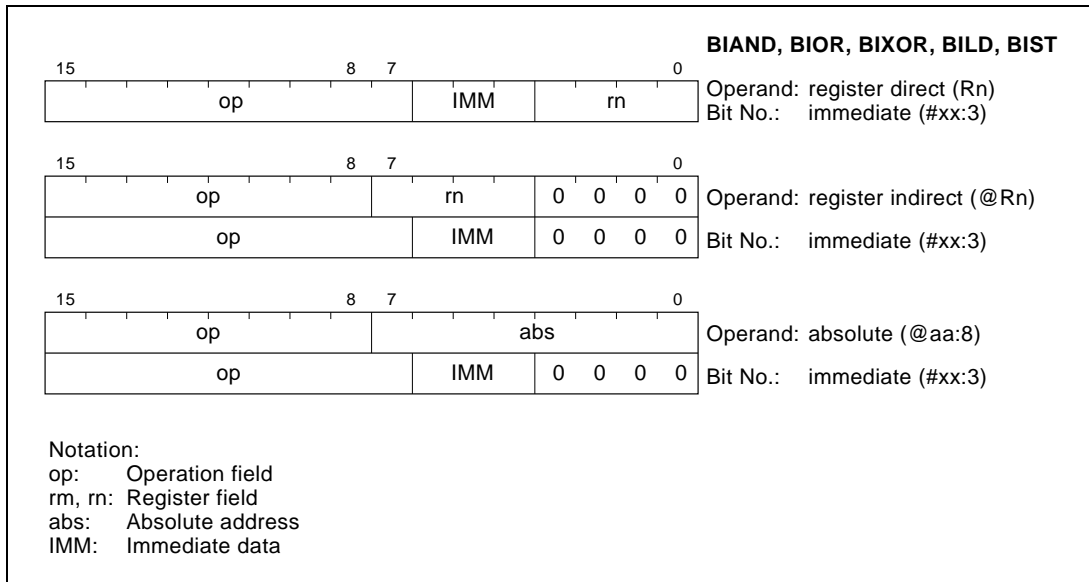 BIAND, BIOR, BIXOR, BILD, BIST
15 8 7 0
op IMM rn
Operand: register direct (Rn)
Bit No.: immediate (#xx:3)
15 8 7 0
op rn 0 0 0 0 Operand: register indirect (@Rn)
op IMM 0 0 0 0 Bit No.: immediate (#xx:3)
15 8 7 0
op abs Operand: absolute (@aa:8)
op IMM 0 0 0 0 Bit No.: immediate (#xx:3)
Notation:
op: Operation field
rm, rn: Register field
abs: Absolute address
IMM: Immediate data